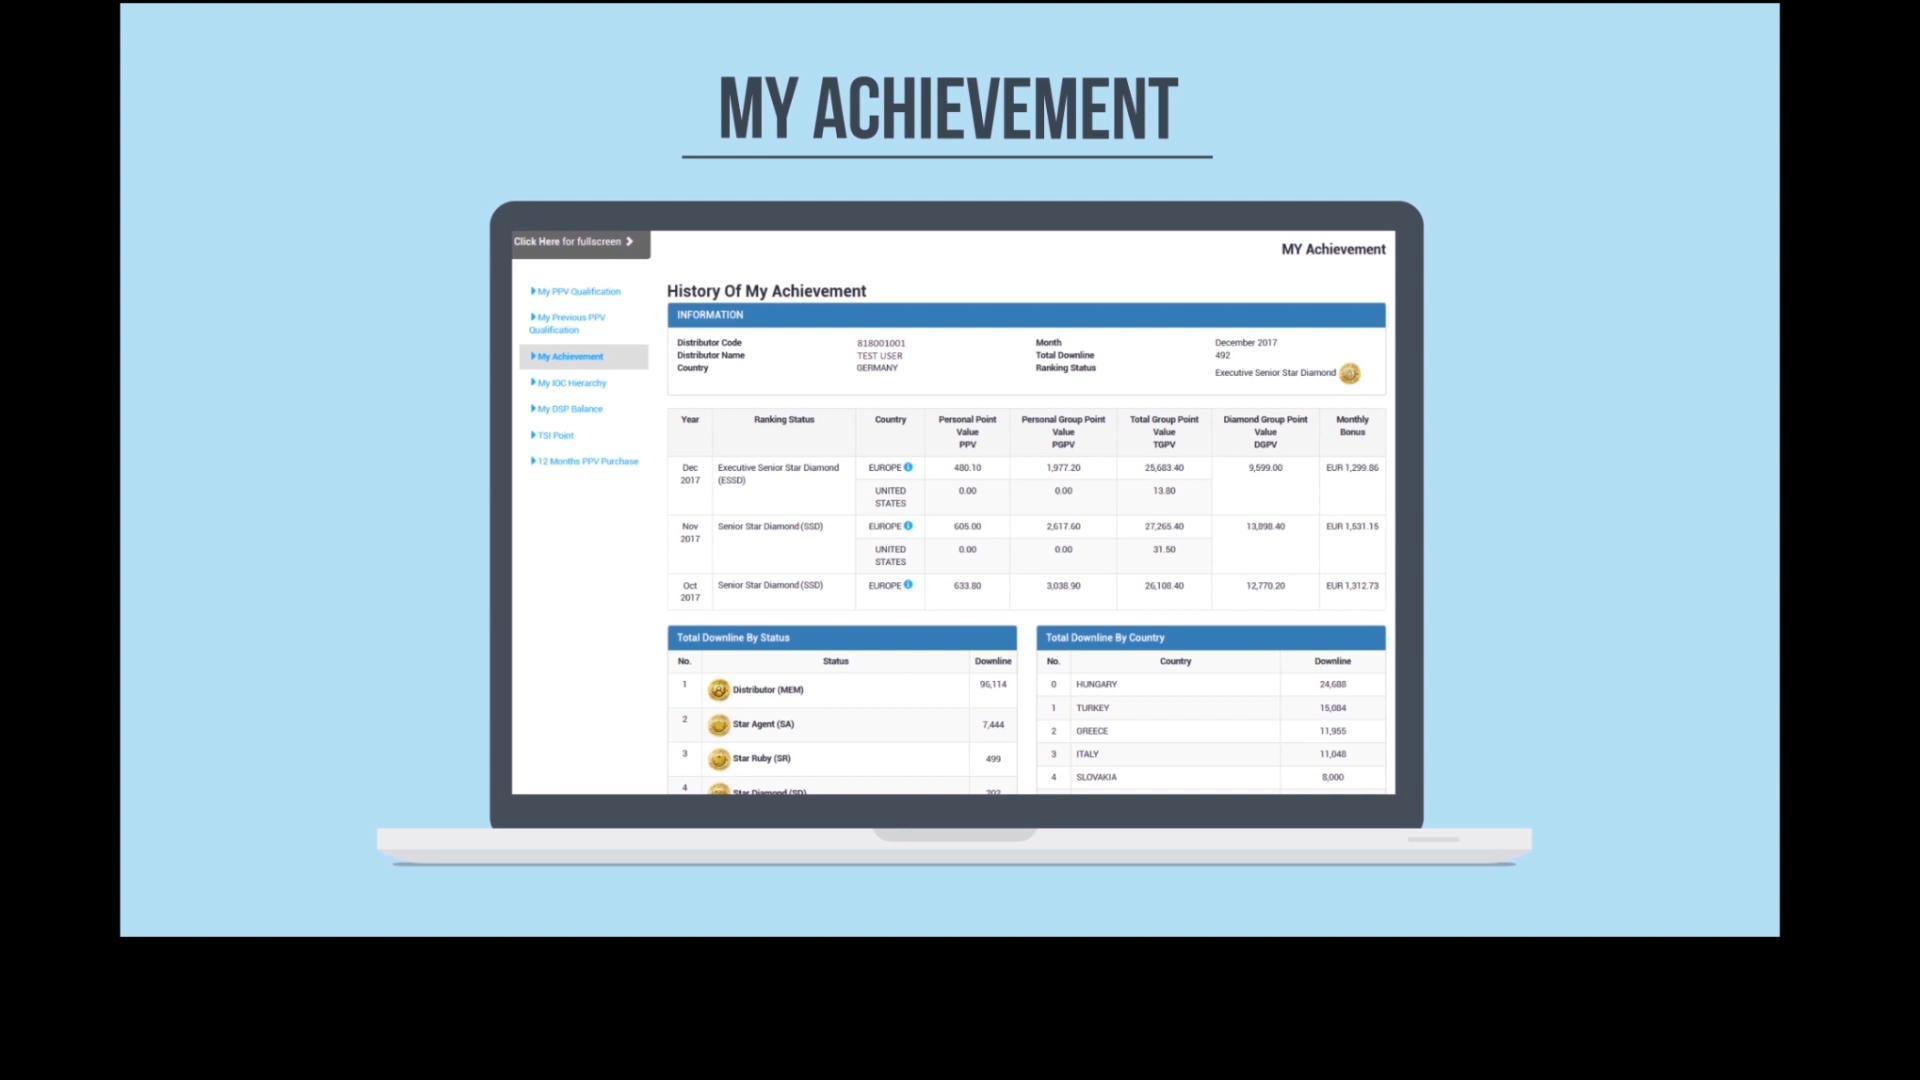 MY ACHIEVEMENT
Click Here for fullscreen
MY Achievement
My PPV Qualification
My Previous PPV
Qualification
My Achievement
My IOC Hierarchy
My DSP Balance
TSI Point
12 Months PPV Purchase
History Of My Achievement
INFORMATION
Distributor Code 818001001 Month December 2017
Distributor Name TEST USER Total Downline 492
Country GERMANY Ranking Status Executive Senior Star Diamond
Year Ranking Status Country Personal Point Personal Group Point Total Group Point Diamond Group Point Monthly
Value Value Value Value Bonus
PPV PGPV TGPV DGPV
Dec Executive Senior Star Diamond EUROPE 480.10 1,977.20 25,683.40 9,599.00 EUR 1,299.86
2017 (ESSD)
UNITED 0.00 0.00 13.80
STATES
Nov Senior Star Diamond (SSD) EUROPE 605.00 2,617.60 27,265.40 13,898.40 EUR 1,531.15
2017
UNITED 0.00 0.00 31.50
STATES
Oct Senior Star Diamond (SSD) EUROPE 633.80 3,038.90 26,108.40 12,770.20 EUR 1,312.73
2017
Total Downline By Status
No. Status Downline
1 Distributor (MEM) 96,114
2 Star Agent (SA) 7,444
3 Star Ruby (SR) 499
4 Star Diamond (SD) 202
Total Downline By Country
No. Country Downline
0 HUNGARY 24,688
1 TURKEY 15,084
2 GREECE 11,955
3 ITALY 11,048
4 SLOVAKIA 8,000